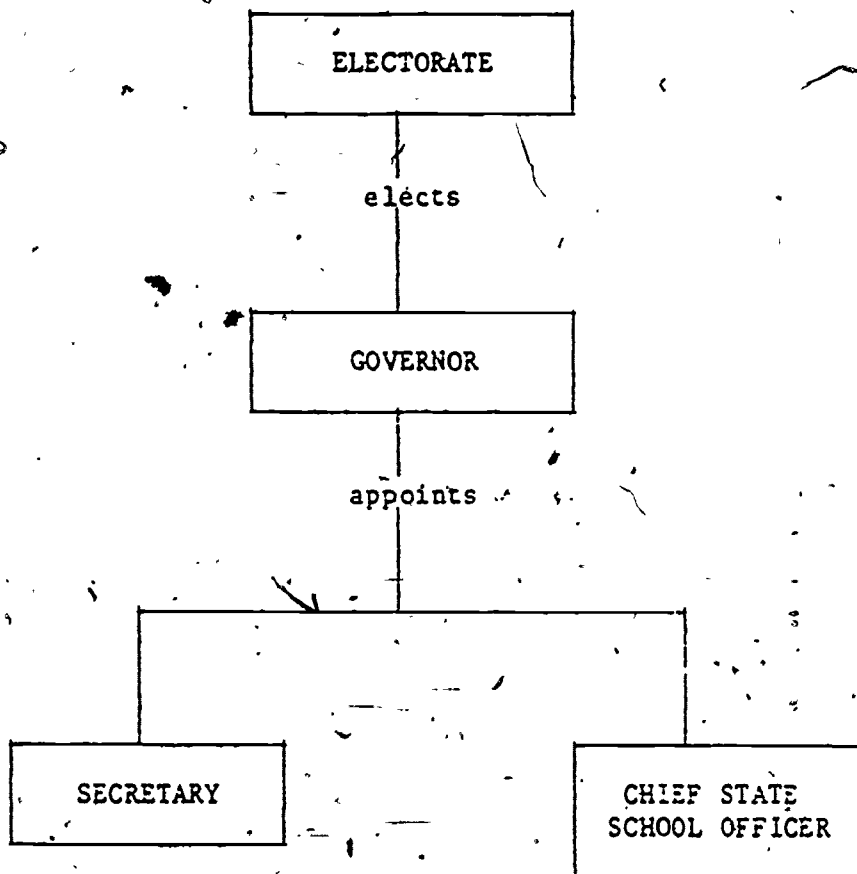 ELECTORATE
elects
GOVERNOR
appoints
SECRETARY
CHIEF STATE
SCHOOL OFFICER